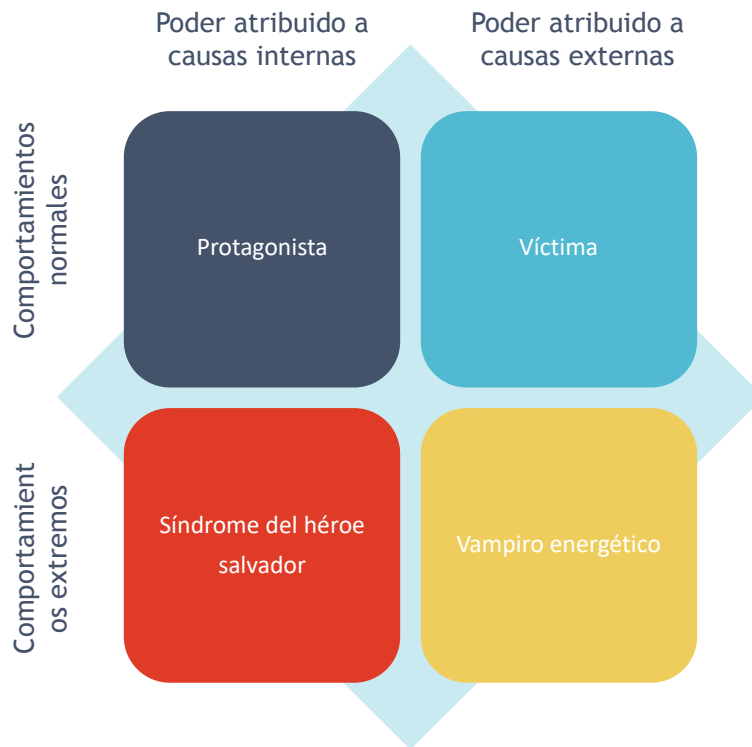 Poder atribuido a
causas internas
Poder atribuido a
causas externas
Comportamientos
normales
Protagonista
Víctima
Comportamient
os extremos
Síndrome del héroe
salvador
Vampiro energético